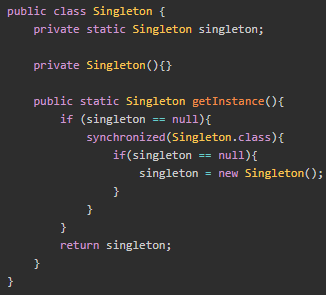 public class Singleton {
    private static Singleton singleton;

    private Singleton(){}

    public static Singleton getInstance(){
        if (singleton == null){
            synchronized(Singleton.class){
                if(singleton == null){
                    singleton = new Singleton();
                }
            }
        }
        return singleton;
    }
}